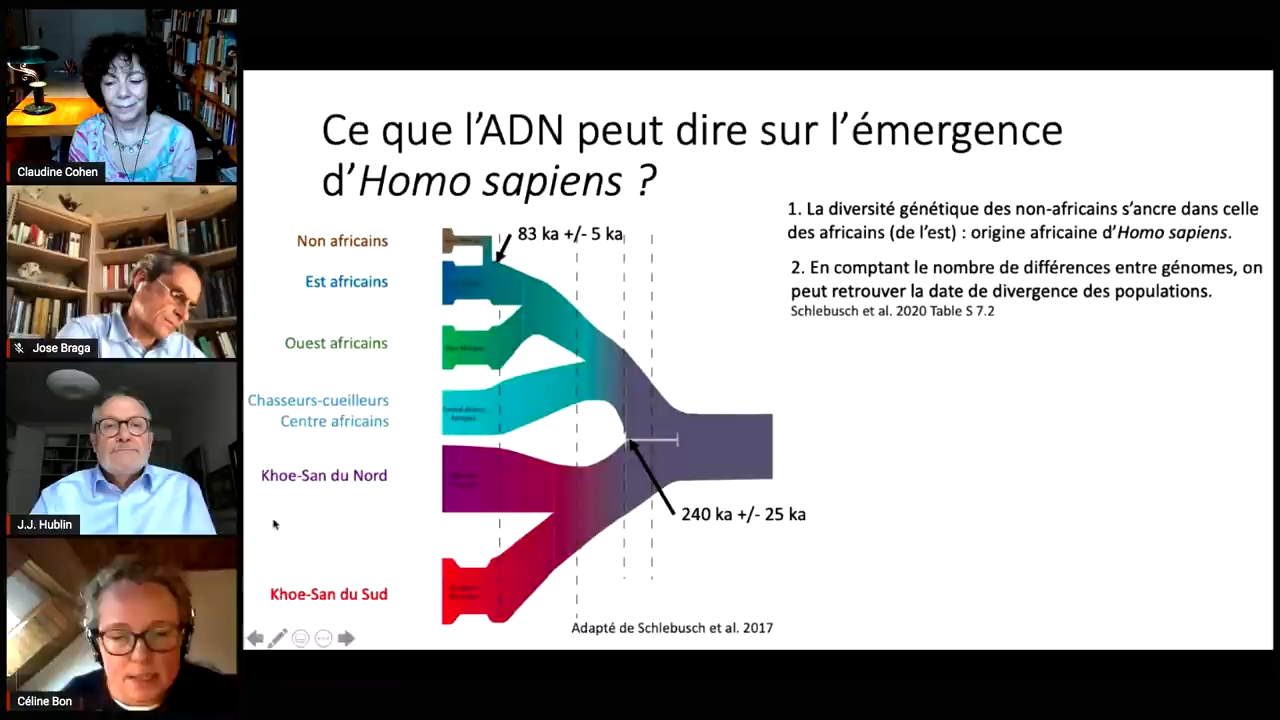 Claudine Cohen
Jose Braga
J.J. Hublin
Céline Bon
Ce que l’ADN peut dire sur l’émergence
d’Homo sapiens ?
Non africains
Est africains
Ouest africains
Chasseurs-cueilleurs
Centre africains
Khoe-San du Nord
Khoe-San du Sud
83 ka +/- 5 ka
240 ka +/- 25 ka
Adapté de Schlebusch et al. 2017
1. La diversité génétique des non-africains s’ancre dans celle
des africains (de l’est) : origine africaine d’Homo sapiens.
2. En comptant le nombre de différences entre génomes, on
peut retrouver la date de divergence des populations.
Schlebusch et al. 2020 Table S 7.2